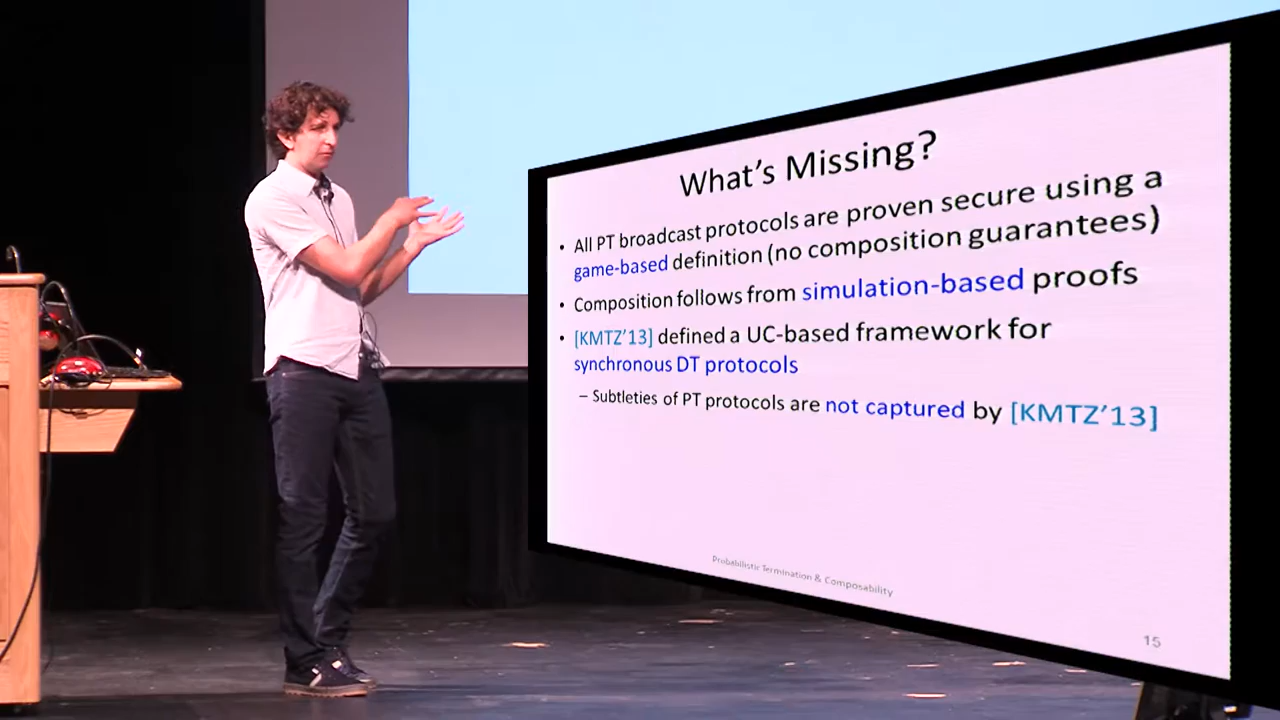 What's Missing?
• All PT broadcast protocols are proven secure using a
game-based definition (no composition guarantees)
• Composition follows from simulation-based proofs
• [KMTZ'13] defined a UC-based framework for
synchronous DT protocols
– Subtleties of PT protocols are not captured by [KMTZ'13]
Probabilistic Termination & Composability
15